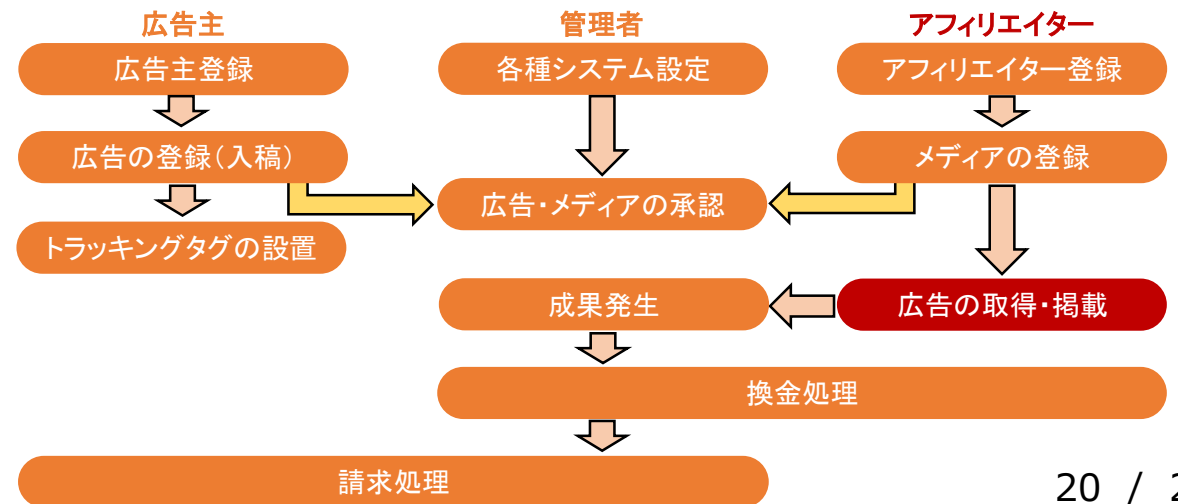 広告主
管理者
アフィリエイター
広告主登録
各種システム設定
アフィリエイター登録
広告の登録(入稿)
メディアの登録
広告・メディアの承認
トラッキングタグの設置
成果発生
広告の取得・掲載
換金処理
請求処理
20 / 2